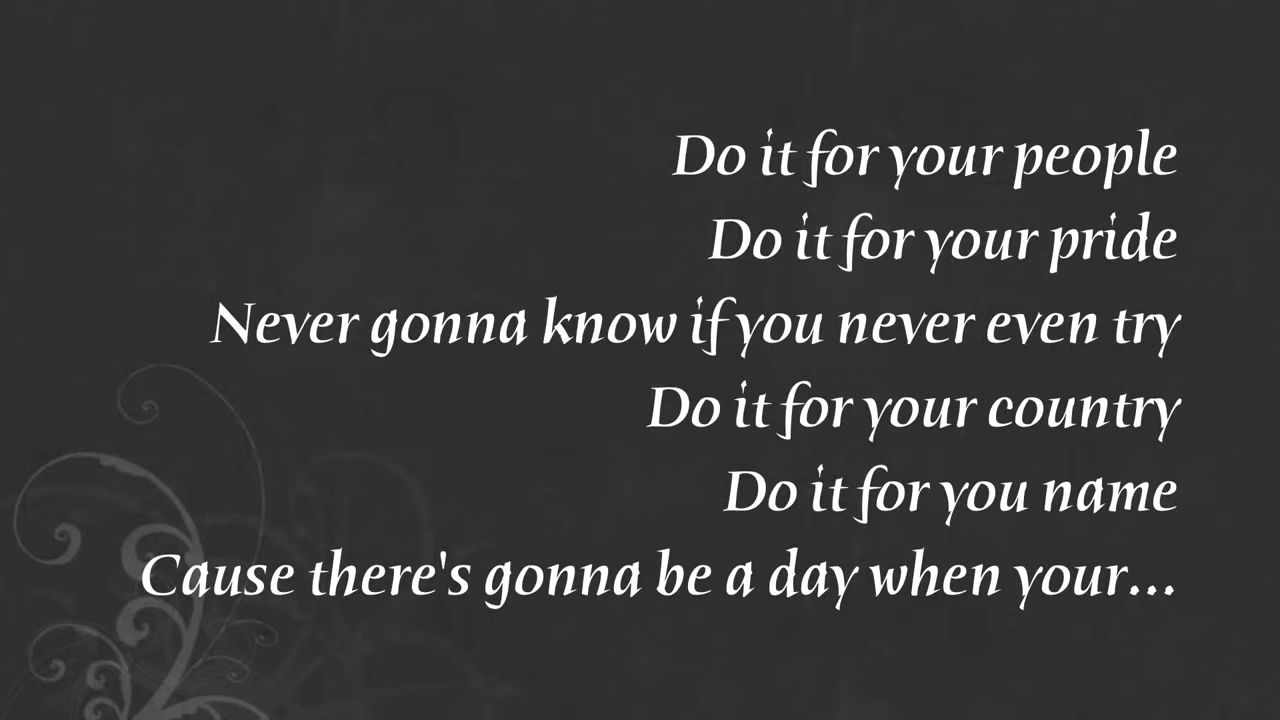 Do it for your people
Do it for your pride
Never gonna know if you never even try
Do it for your country
Do it for you name
Cause there's gonna be a day when your...